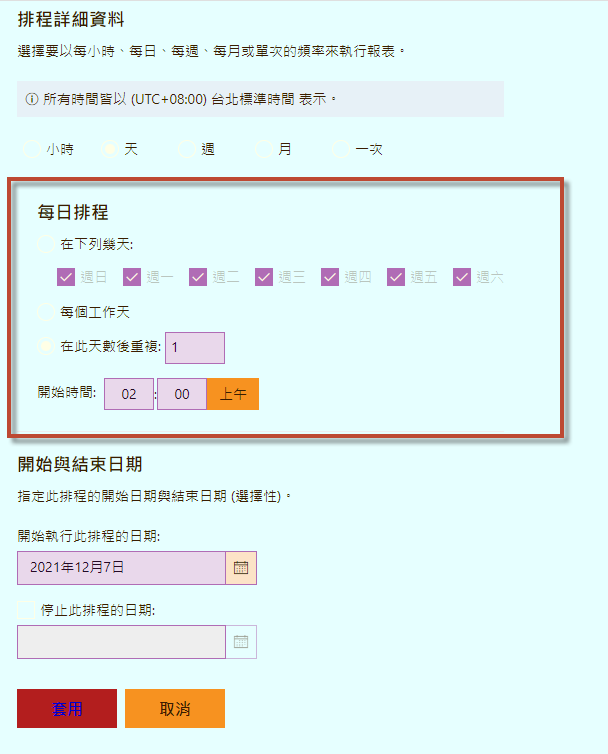 排程詳細資料
選擇要以每小時、每日、每週、每月或單次的頻率來執行報表。
所有時間皆以 (UTC+08:00) 台北標準時間 表示。
小時 天 週 月 一次
每日排程
在下列幾天:
週日 週一 週二 週三 週四 週五 週六
每個工作天
在此天數後重複: 1
開始時間: 02:00 上午
開始與結束日期
指定此排程的開始日期與結束日期 (選擇性)。
開始執行此排程的日期:
2021年12月7日
停止此排程的日期:
套用 取消